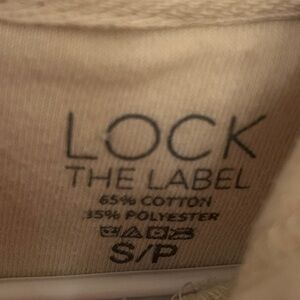 LOCK
THE LABEL
65% COTTON
35% POLYESTER
S/P